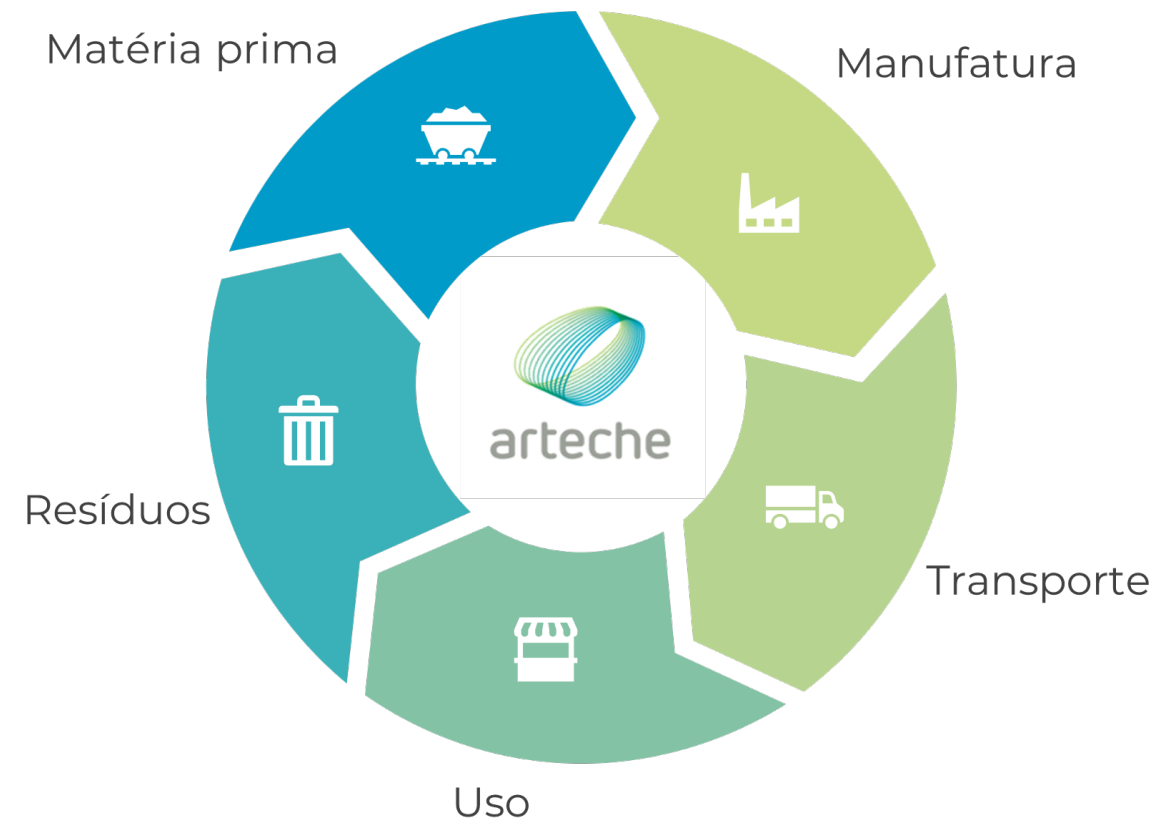 Matéria prima
Manufatura
arteche
Resíduos
Transporte
Uso